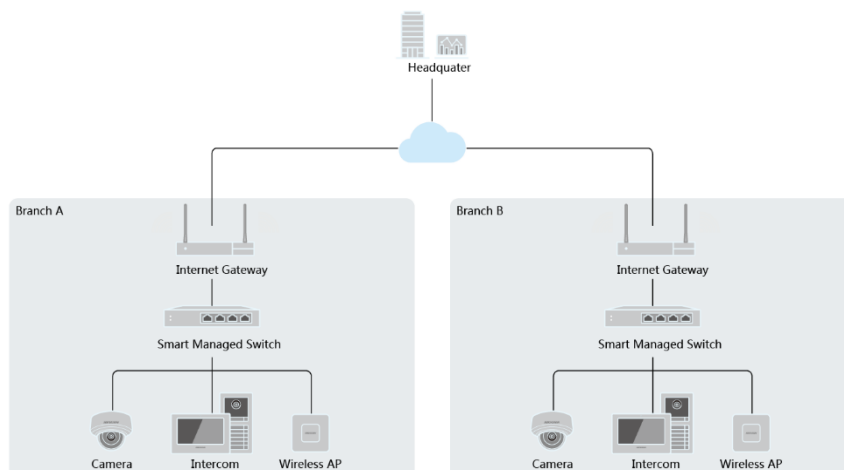 Headquater
Branch A
Branch B
Internet Gateway
Internet Gateway
Smart Managed Switch
Smart Managed Switch
Camera
Intercom
Wireless AP
Camera
Intercom
Wireless AP